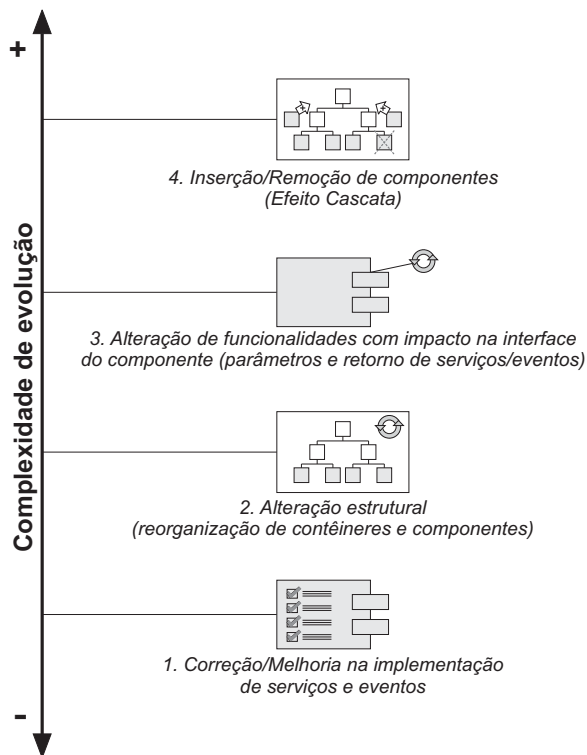 +
Complexidade de evolução
-
4. Inserção/Remoção de componentes
(Efeito Cascata)
3. Alteração de funcionalidades com impacto na interface
do componente (parâmetros e retorno de serviços/eventos)
2. Alteração estrutural
(reorganização de contêineres e componentes)
1. Correção/Melhoria na implementação
de serviços e eventos